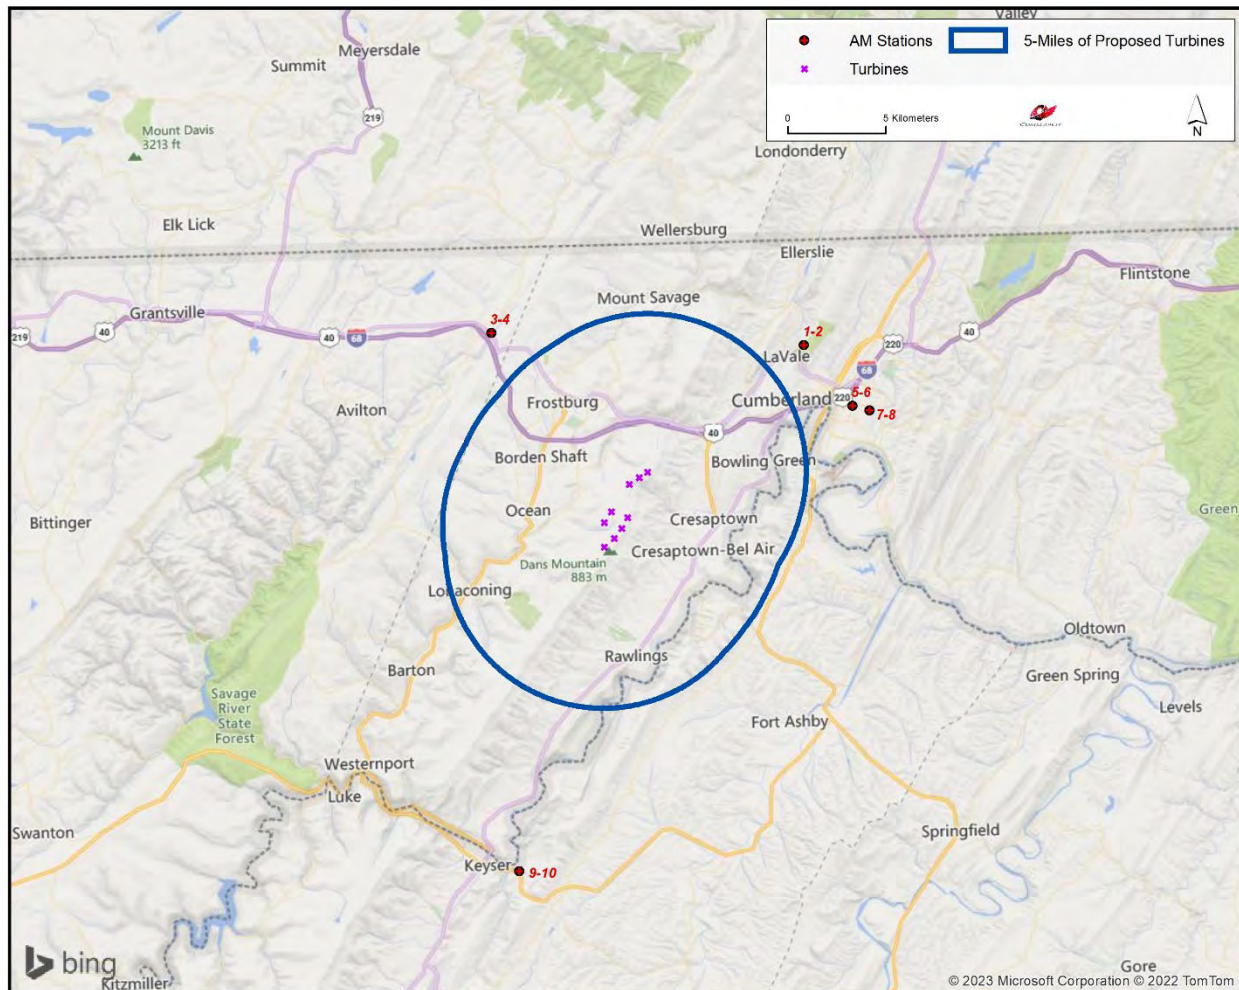 Valley
AM Stations
5-Miles of Proposed Turbines
Turbines
0
5 Kilometers
N
Meyersdale
Summit
219
Mount Davis
3213 ft
Londonderry
Elk Lick
Wellersburg
Ellerslie
Flintstone
Mount Savage
Grantsville
3-4
1-2
219
40
40
68
220
40
LaVale
68
Frostburg
Cumberland
220
5-6
7-8
Avilton
40
Borden Shaft
Bowling Green
Bittinger
Ocean
Cresaptown
Green
Cresaptown-Bel Air
Dans Mountain
883 m
Lonaconing
Oldtown
Barton
Rawlings
Green Spring
Savage
River
State
Forest
Levels
Fort Ashby
Westernport
Luke
Swanton
Springfield
Keyser
9-10
bing
Gore
Kitzmiller
© 2023 Microsoft Corporation © 2022 TomTom